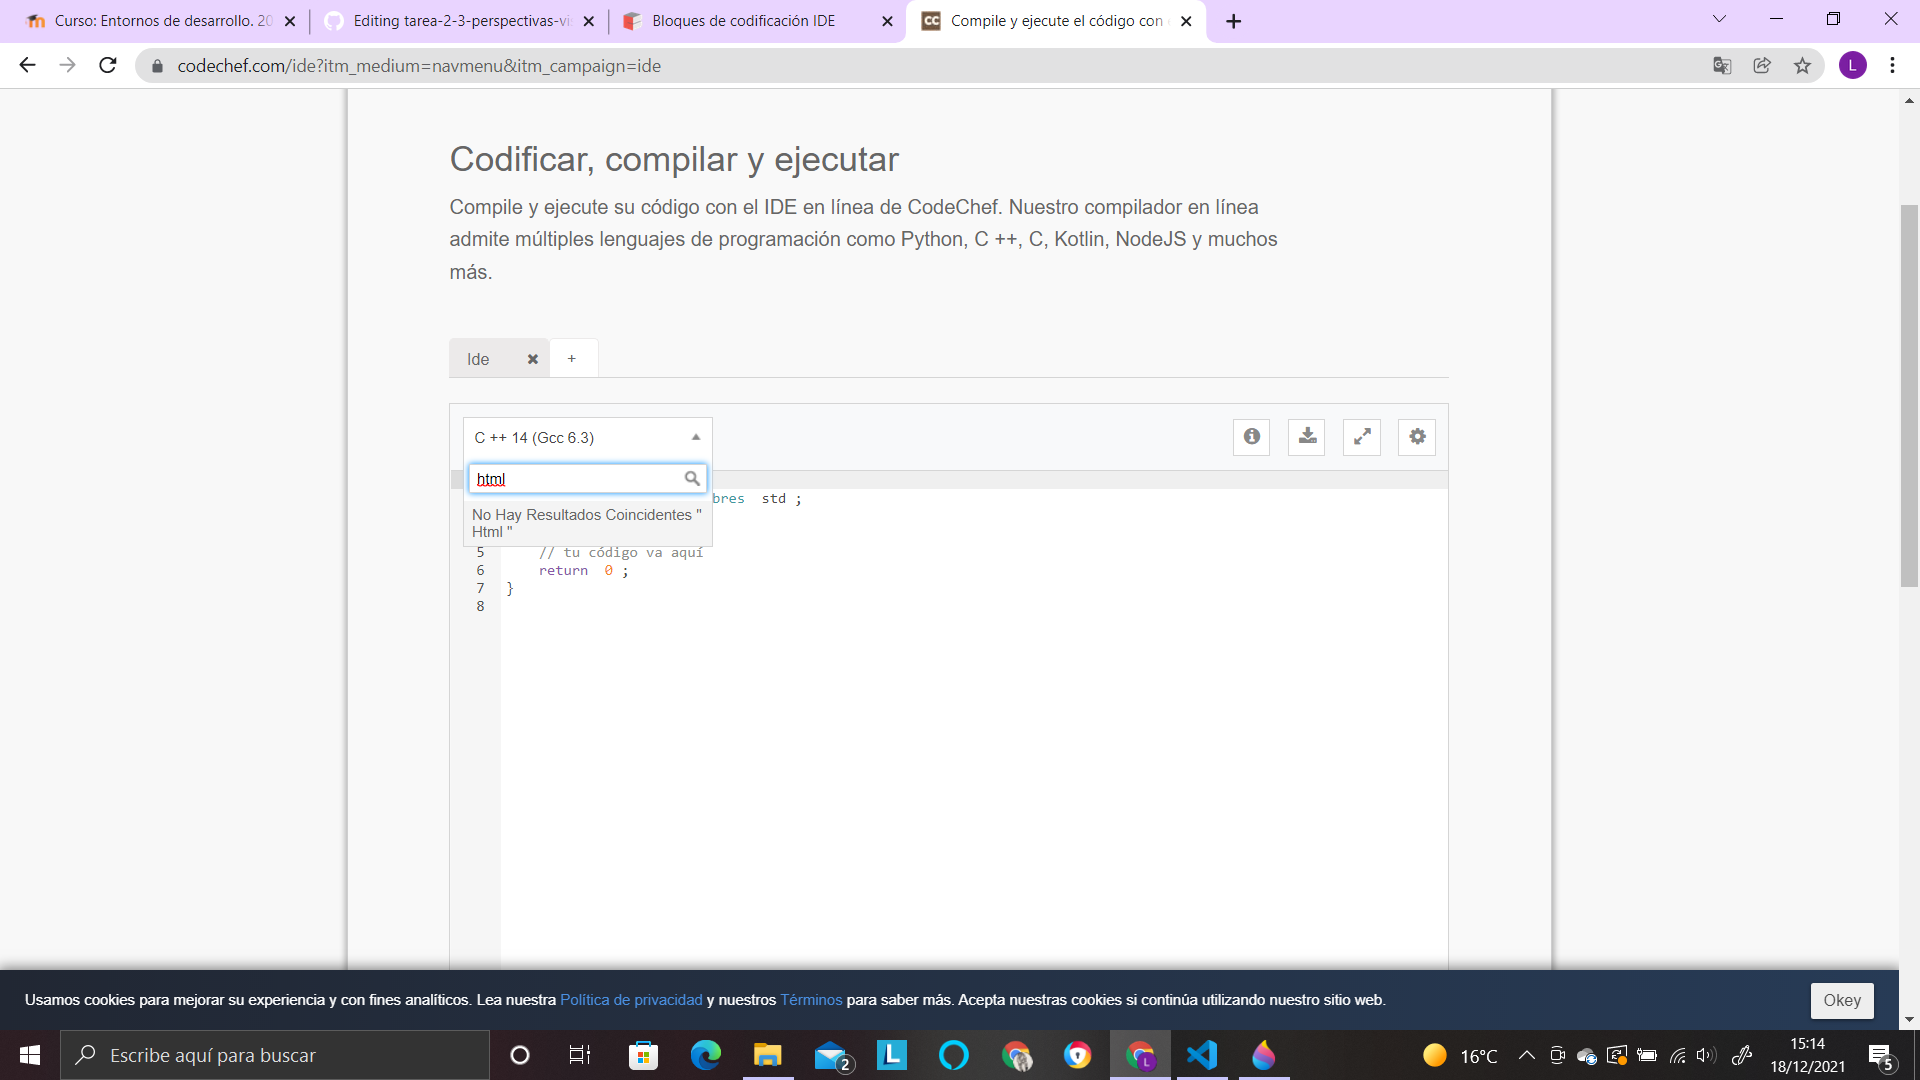 Curso: Entornos de desarrollo. 20
Editing tarea-2-3-perspectivas-vi
Bloques de codificación IDE
CC
Compile y ejecute el código con
codechef.com/ide?itm_medium=navmenu&itm_campaign=ide
L
Codificar, compilar y ejecutar
Compile y ejecute su código con el IDE en línea de CodeChef. Nuestro compilador en línea
admite múltiples lenguajes de programación como Python, C ++, C, Kotlin, NodeJS y muchos
más.
Ide
+
C ++ 14 (Gcc 6.3)
html
bres std ;
No Hay Resultados Coincidentes "
Html "
5 // tu código va aquí
6 return 0 ;
7 }
8
Usamos cookies para mejorar su experiencia y con fines analíticos. Lea nuestra Política de privacidad y nuestros Términos para saber más. Acepta nuestras cookies si continúa utilizando nuestro sitio web.
Okey
Escribe aquí para buscar
2
L
L
16°C
15:14
18/12/2021
5